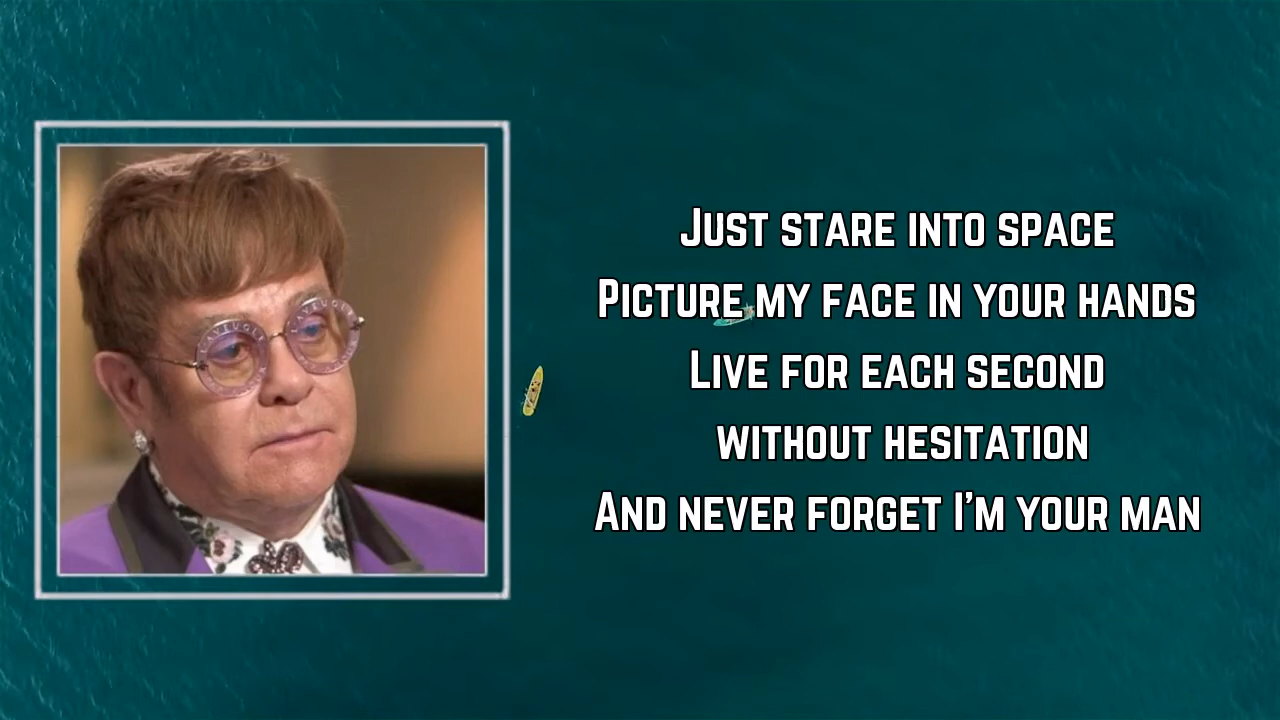 Just stare into space
Picture my face in your hands
Live for each second
without hesitation
And never forget I'm your man